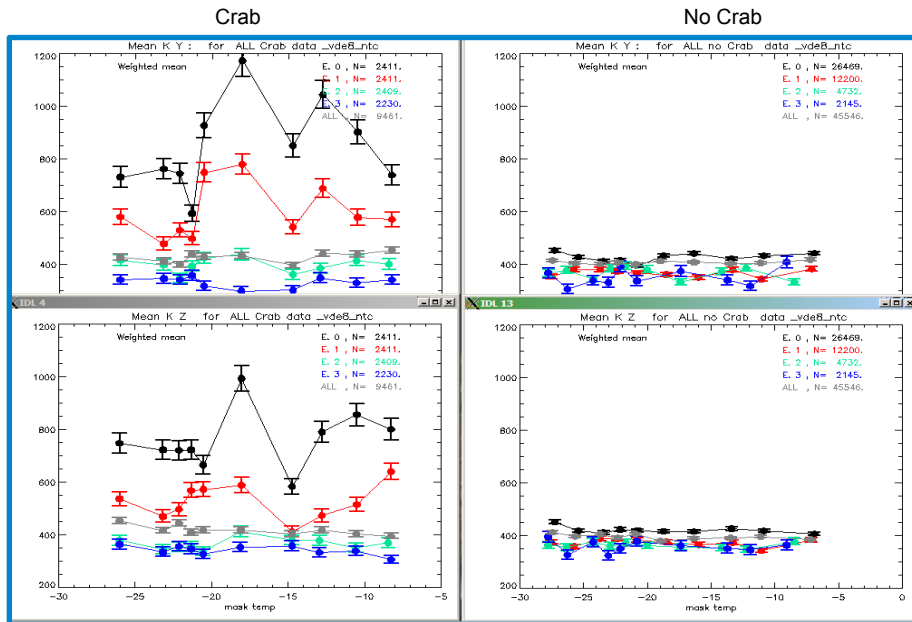 Crab
No Crab
Mean K Y : for ALL Crab data _vde8_ntc
Weighted mean
E. 0 , N= 2411.
E. 1 , N= 2411.
E. 2 , N= 2409.
E. 3 , N= 2230.
ALL , N= 9461.
1200
1000
800
600
400
Mean K Y : for ALL no Crab data _vde8_ntc
Weighted mean
E. 0 , N= 26469.
E. 1 , N= 12200.
E. 2 , N= 4732.
E. 3 , N= 2145.
ALL , N= 45546.
1200
1000
800
600
400
IDL 4
IDL 13
Mean K Z for ALL Crab data _vde8_ntc
Weighted mean
E. 0 , N= 2411.
E. 1 , N= 2411.
E. 2 , N= 2409.
E. 3 , N= 2230.
ALL , N= 9461.
1200
1000
800
600
400
200
-30 -25 -20 -15 -10 -5
mask temp
Mean K Z for ALL no Crab data _vde8_ntc
Weighted mean
E. 0 , N= 26469.
E. 1 , N= 12200.
E. 2 , N= 4732.
E. 3 , N= 2145.
ALL , N= 45546.
1200
1000
800
600
400
200
-30 -20 -10 0
mask temp